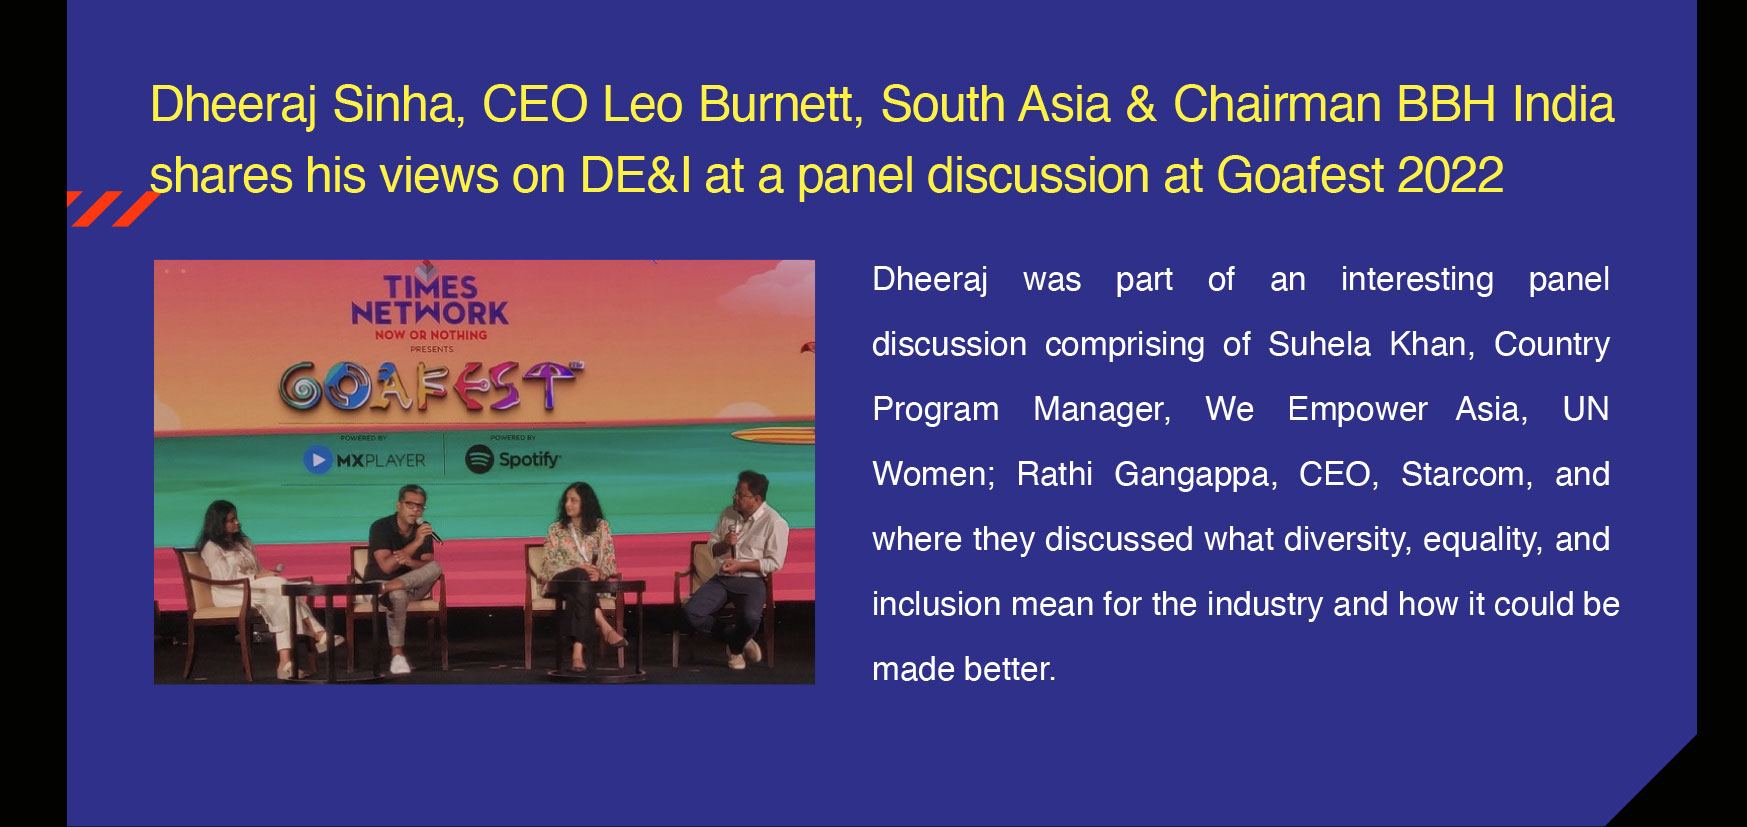 Dheeraj Sinha, CEO Leo Burnett, South Asia & Chairman BBH India
shares his views on DE&I at a panel discussion at Goafest 2022
TIMES
NETWORK
NOW OR NOTHING
PRESENTS
GOAFEST
POWERED BY
MXPLAYER
POWERED BY
Spotify
Dheeraj was part of an interesting panel
discussion comprising of Suhela Khan, Country
Program Manager, We Empower Asia, UN
Women; Rathi Gangappa, CEO, Starcom, and
where they discussed what diversity, equality, and
inclusion mean for the industry and how it could be
made better.